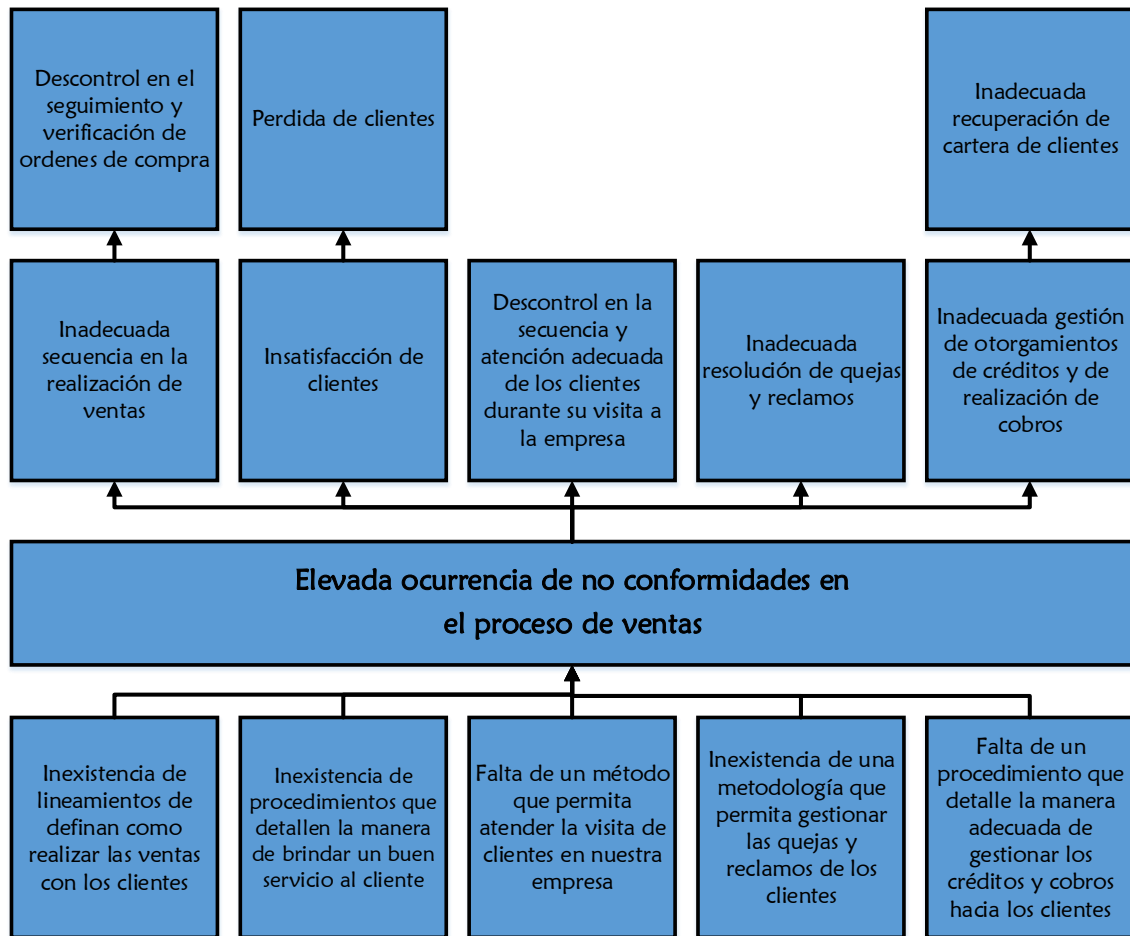 Descontrol en el
seguimiento y
verificación de
ordenes de compra
Perdida de clientes
Inadecuada
recuperación de
cartera de clientes
Inadecuada
secuencia en la
realización de
ventas
Insatisfacción de
clientes
Descontrol en la
secuencia y
atención adecuada
de los clientes
durante su visita a
la empresa
Inadecuada
resolución de quejas
y reclamos
Inadecuada gestión
de otorgamientos
de créditos y de
realización de
cobros
Elevada ocurrencia de no conformidades en
el proceso de ventas
Inexistencia de
lineamientos de
definan como
realizar las ventas
con los clientes
Inexistencia de
procedimientos que
detallen la manera
de brindar un buen
servicio al cliente
Falta de un método
que permita
atender la visita de
clientes en nuestra
empresa
Inexistencia de una
metodología que
permita gestionar
las quejas y
reclamos de los
clientes
Falta de un
procedimiento que
detalle la manera
adecuada de
gestionar los
créditos y cobros
hacia los clientes